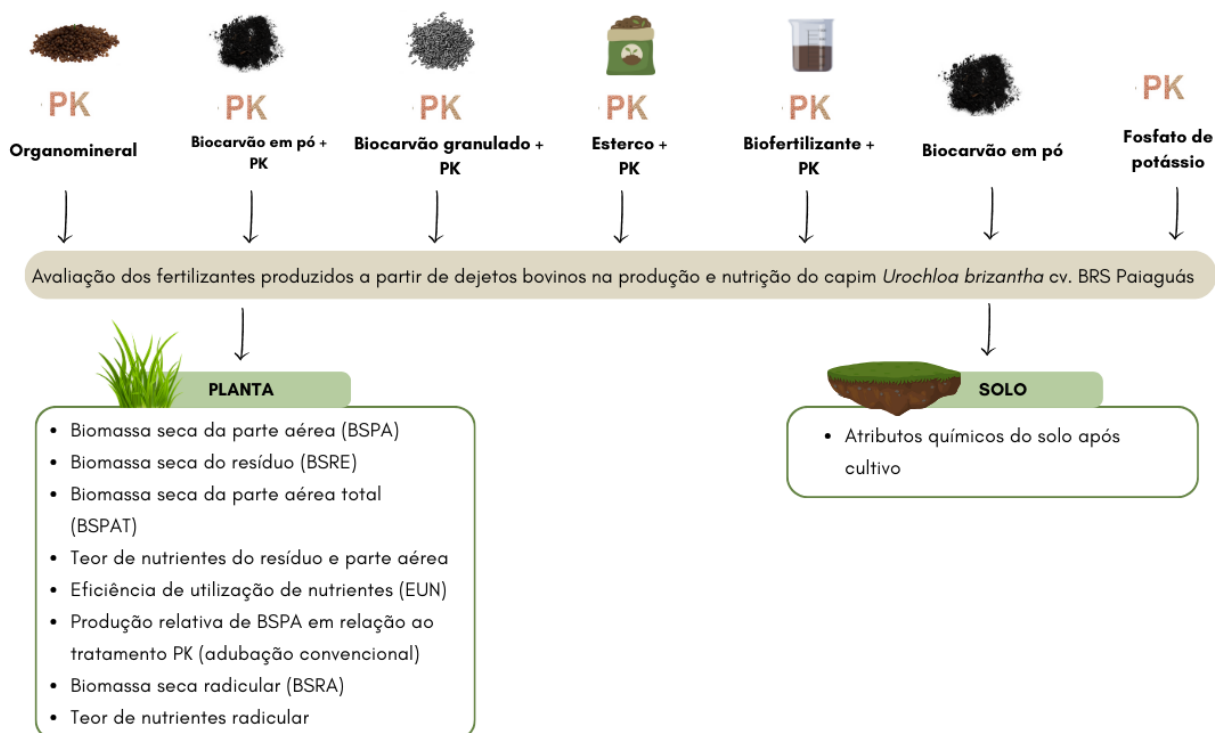 PK
PK
PK
PK
PK
PK
Organomineral
Biocarvão em pó +
PK
Biocarvão granulado +
PK
Esterco +
PK
Biofertilizante +
PK
Biocarvão em pó
Fosfato de
potássio
Avaliação dos fertilizantes produzidos a partir de dejetos bovinos na produção e nutrição do capim Urochloa brizantha cv. BRS Paiaguás
PLANTA
• Biomassa seca da parte aérea (BSPA)
• Biomassa seca do resíduo (BSRE)
• Biomassa seca da parte aérea total
(BSPAT)
• Teor de nutrientes do resíduo e parte aérea
• Eficiência de utilização de nutrientes (EUN)
• Produção relativa de BSPA em relação ao
tratamento PK (adubação convencional)
• Biomassa seca radicular (BSRA)
• Teor de nutrientes radicular
SOLO
• Atributos químicos do solo após
cultivo